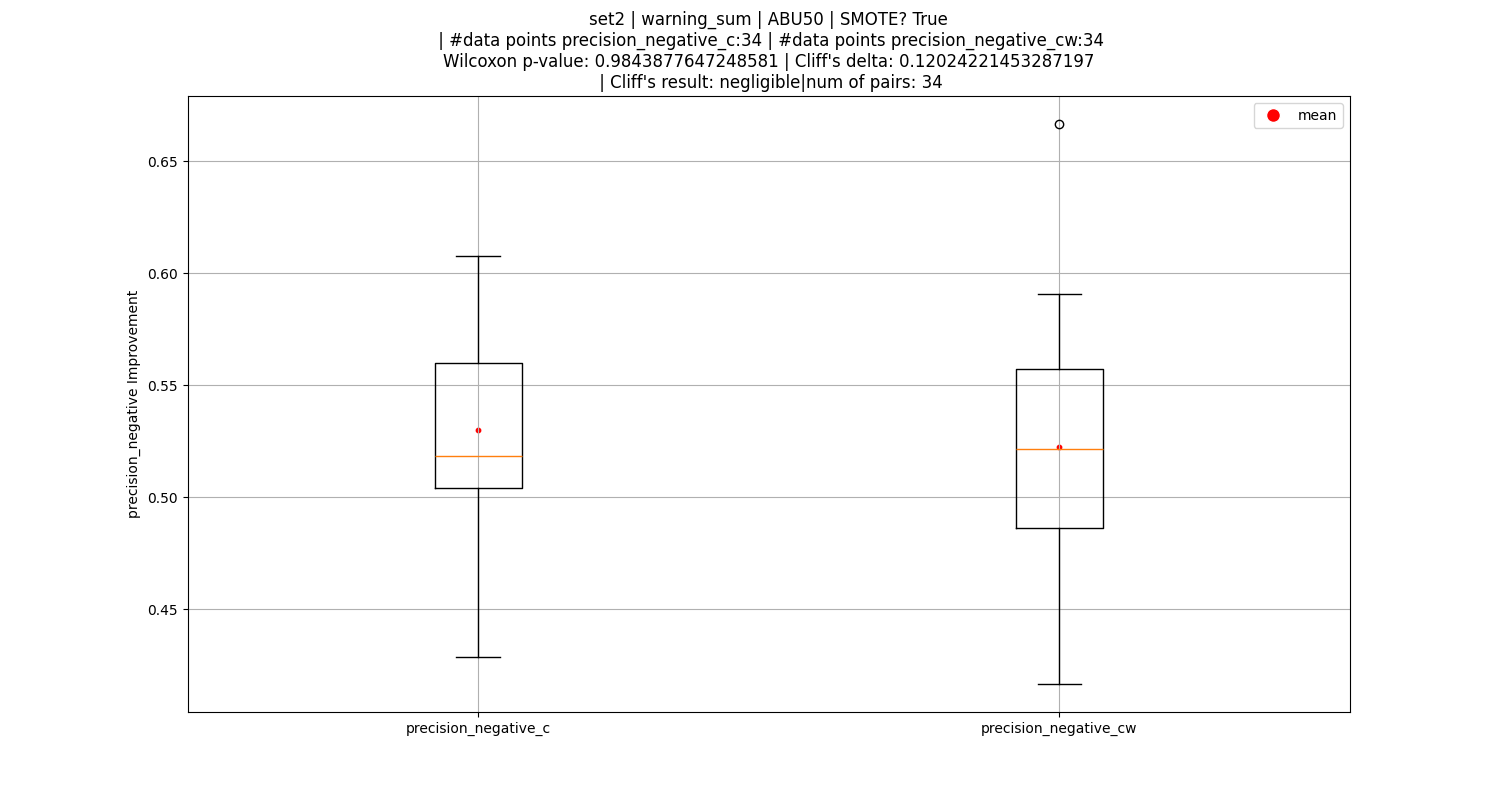 set2 | warning_sum | ABU50 | SMOTE? True
| #data points precision_negative_c:34 | #data points precision_negative_cw:34
Wilcoxon p-value: 0.9843877647248581 | Cliff's delta: 0.12024221453287197
| Cliff's result: negligible|num of pairs: 34
mean
precision_negative Improvement
0.65
0.60
0.55
0.50
0.45
precision_negative_c
precision_negative_cw